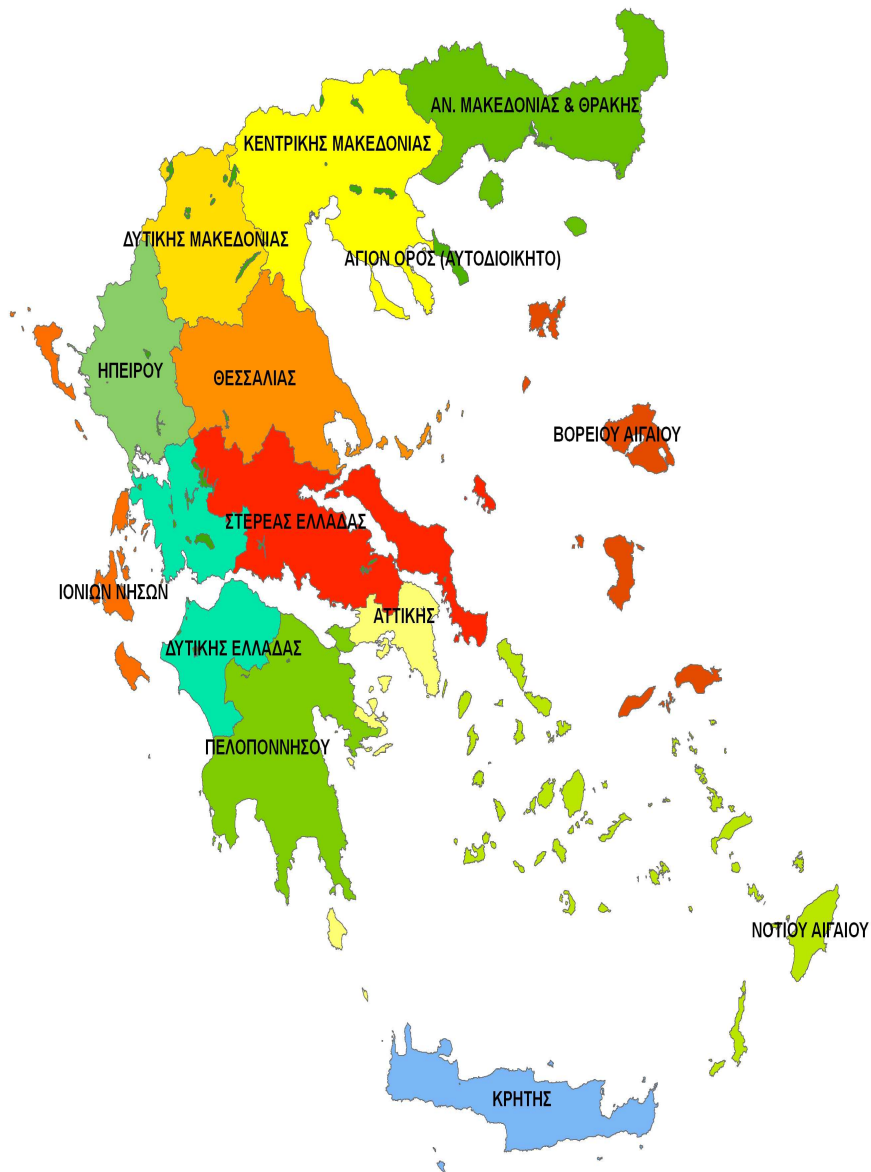 ΑΝ. ΜΑΚΕΔΟΝΙΑΣ & ΘΡΑΚΗΣ
ΚΕΝΤΡΙΚΗΣ ΜΑΚΕΔΟΝΙΑΣ
ΔΥΤΙΚΗΣ ΜΑΚΕΔΟΝΙΑΣ
ΑΓΙΟΝ ΟΡΟΣ (ΑΥΤΟΔΙΟΙΚΗΤΟ)
ΗΠΕΙΡΟΥ
ΘΕΣΣΑΛΙΑΣ
ΒΟΡΕΙΟΥ ΑΙΓΑΙΟΥ
ΣΤΕΡΕΑΣ ΕΛΛΑΔΑΣ
ΙΟΝΙΩΝ ΝΗΣΩΝ
ΑΤΤΙΚΗΣ
ΔΥΤΙΚΗΣ ΕΛΛΑΔΑΣ
ΠΕΛΟΠΟΝΝΗΣΟΥ
ΝΟΤΙΟΥ ΑΙΓΑΙΟΥ
ΚΡΗΤΗΣ